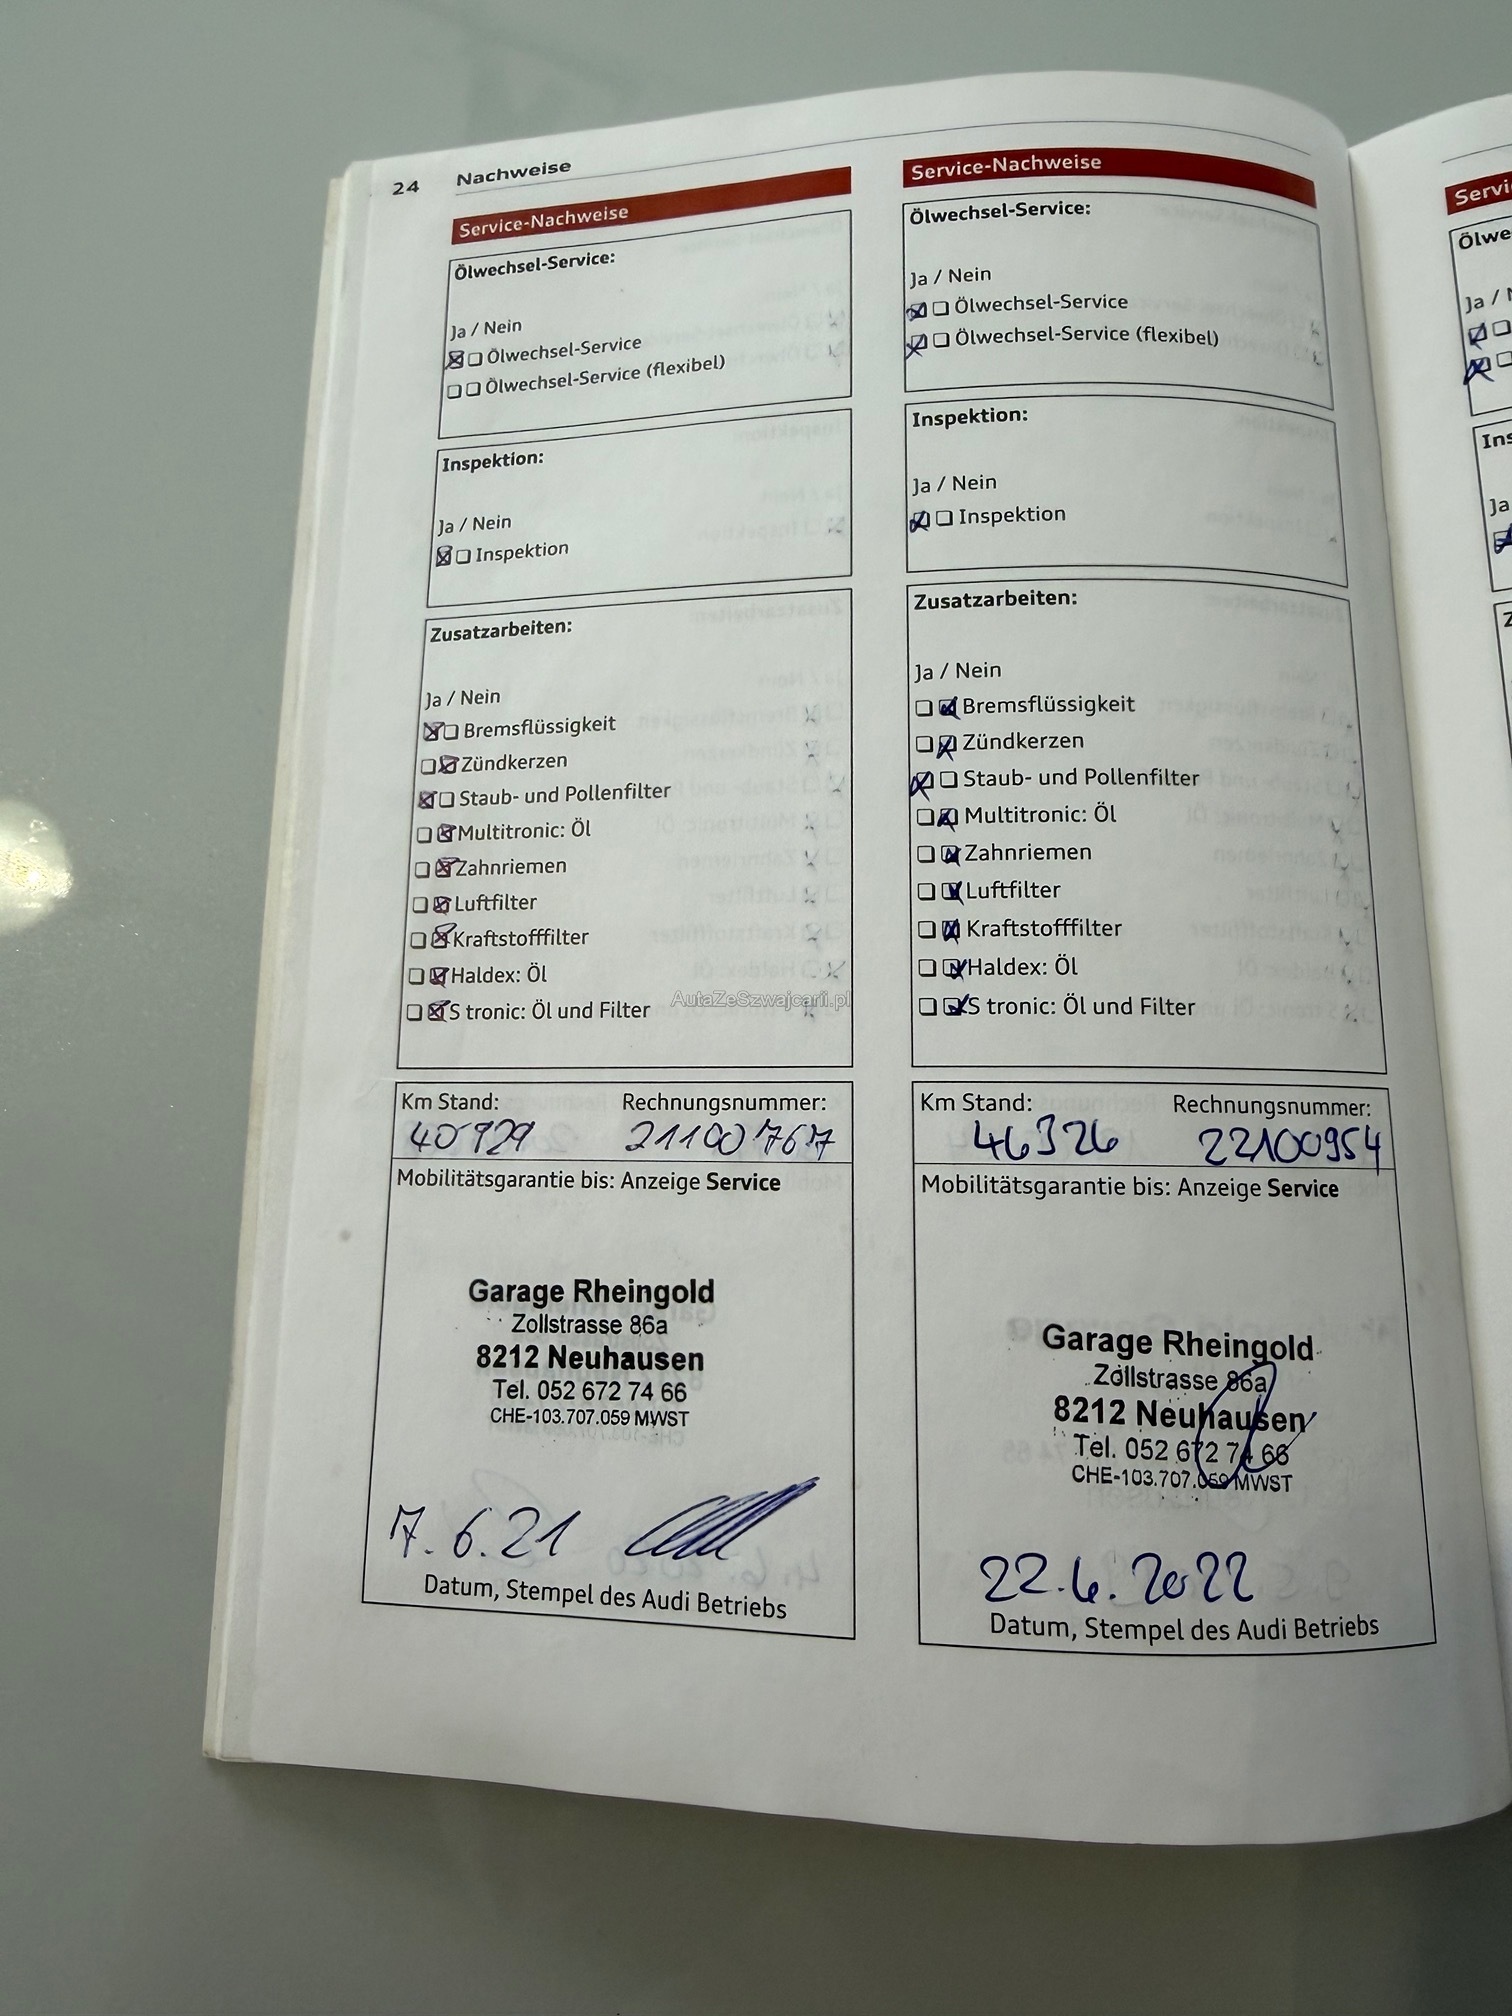 24 Nachweise
Service-Nachweise
Ölwechsel-Service:
Ja / Nein
Ölwechsel-Service
Ölwechsel-Service (flexibel)
Inspektion:
Ja / Nein
Inspektion
Zusatzarbeiten:
Ja / Nein
Bremsflüssigkeit
Zündkerzen
Staub- und Pollenfilter
Multitronic: Öl
Zahnriemen
Luftfilter
Kraftstofffilter
Haldex: Öl
S tronic: Öl und Filter
AutaZeSzwajcarii.pl
Km Stand: Rechnungsnummer:
21100767
Mobilitätsgarantie bis: Anzeige Service
Garage Rheingold
Zollstrasse 86a
8212 Neuhausen
Tel. 052 672 74 66
CHE-103.707.059 MWST
7.6.21
Datum, Stempel des Audi Betriebs
Service-Nachweise
Ölwechsel-Service:
Ja / Nein
Ölwechsel-Service
Ölwechsel-Service (flexibel)
Inspektion:
Ja / Nein
Inspektion
Zusatzarbeiten:
Ja / Nein
Bremsflüssigkeit
Zündkerzen
Staub- und Pollenfilter
Multitronic: Öl
Zahnriemen
Luftfilter
Kraftstofffilter
Haldex: Öl
S tronic: Öl und Filter
Km Stand: Rechnungsnummer:
46326 22100954
Mobilitätsgarantie bis: Anzeige Service
Garage Rheingold
Zollstrasse 86a
8212 Neuhausen
Tel. 052 672 74 66
CHE-103.707.059 MWST
22.6.2022
Datum, Stempel des Audi Betriebs